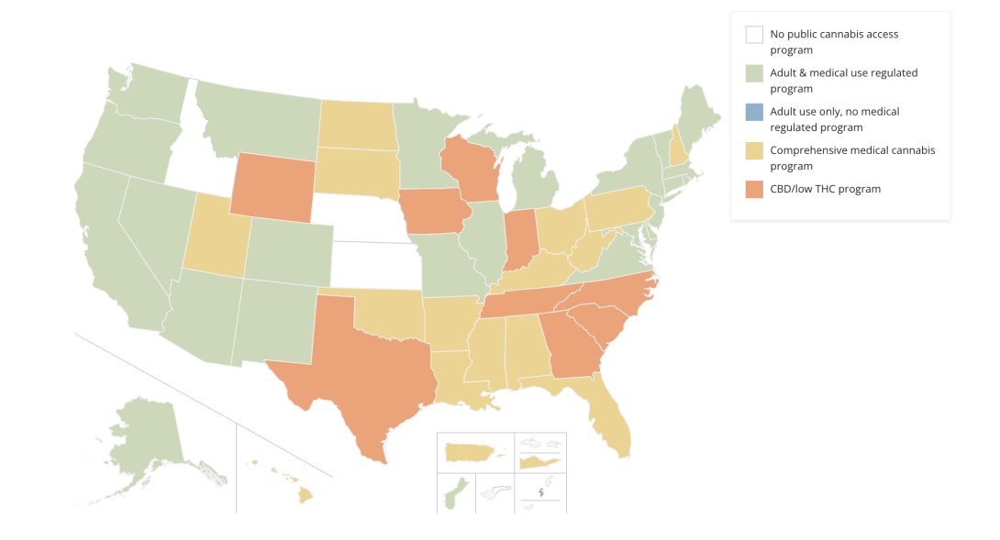 No public cannabis access
program
Adult & medical use regulated
program
Adult use only, no medical
regulated program
Comprehensive medical cannabis
program
CBD/low THC program